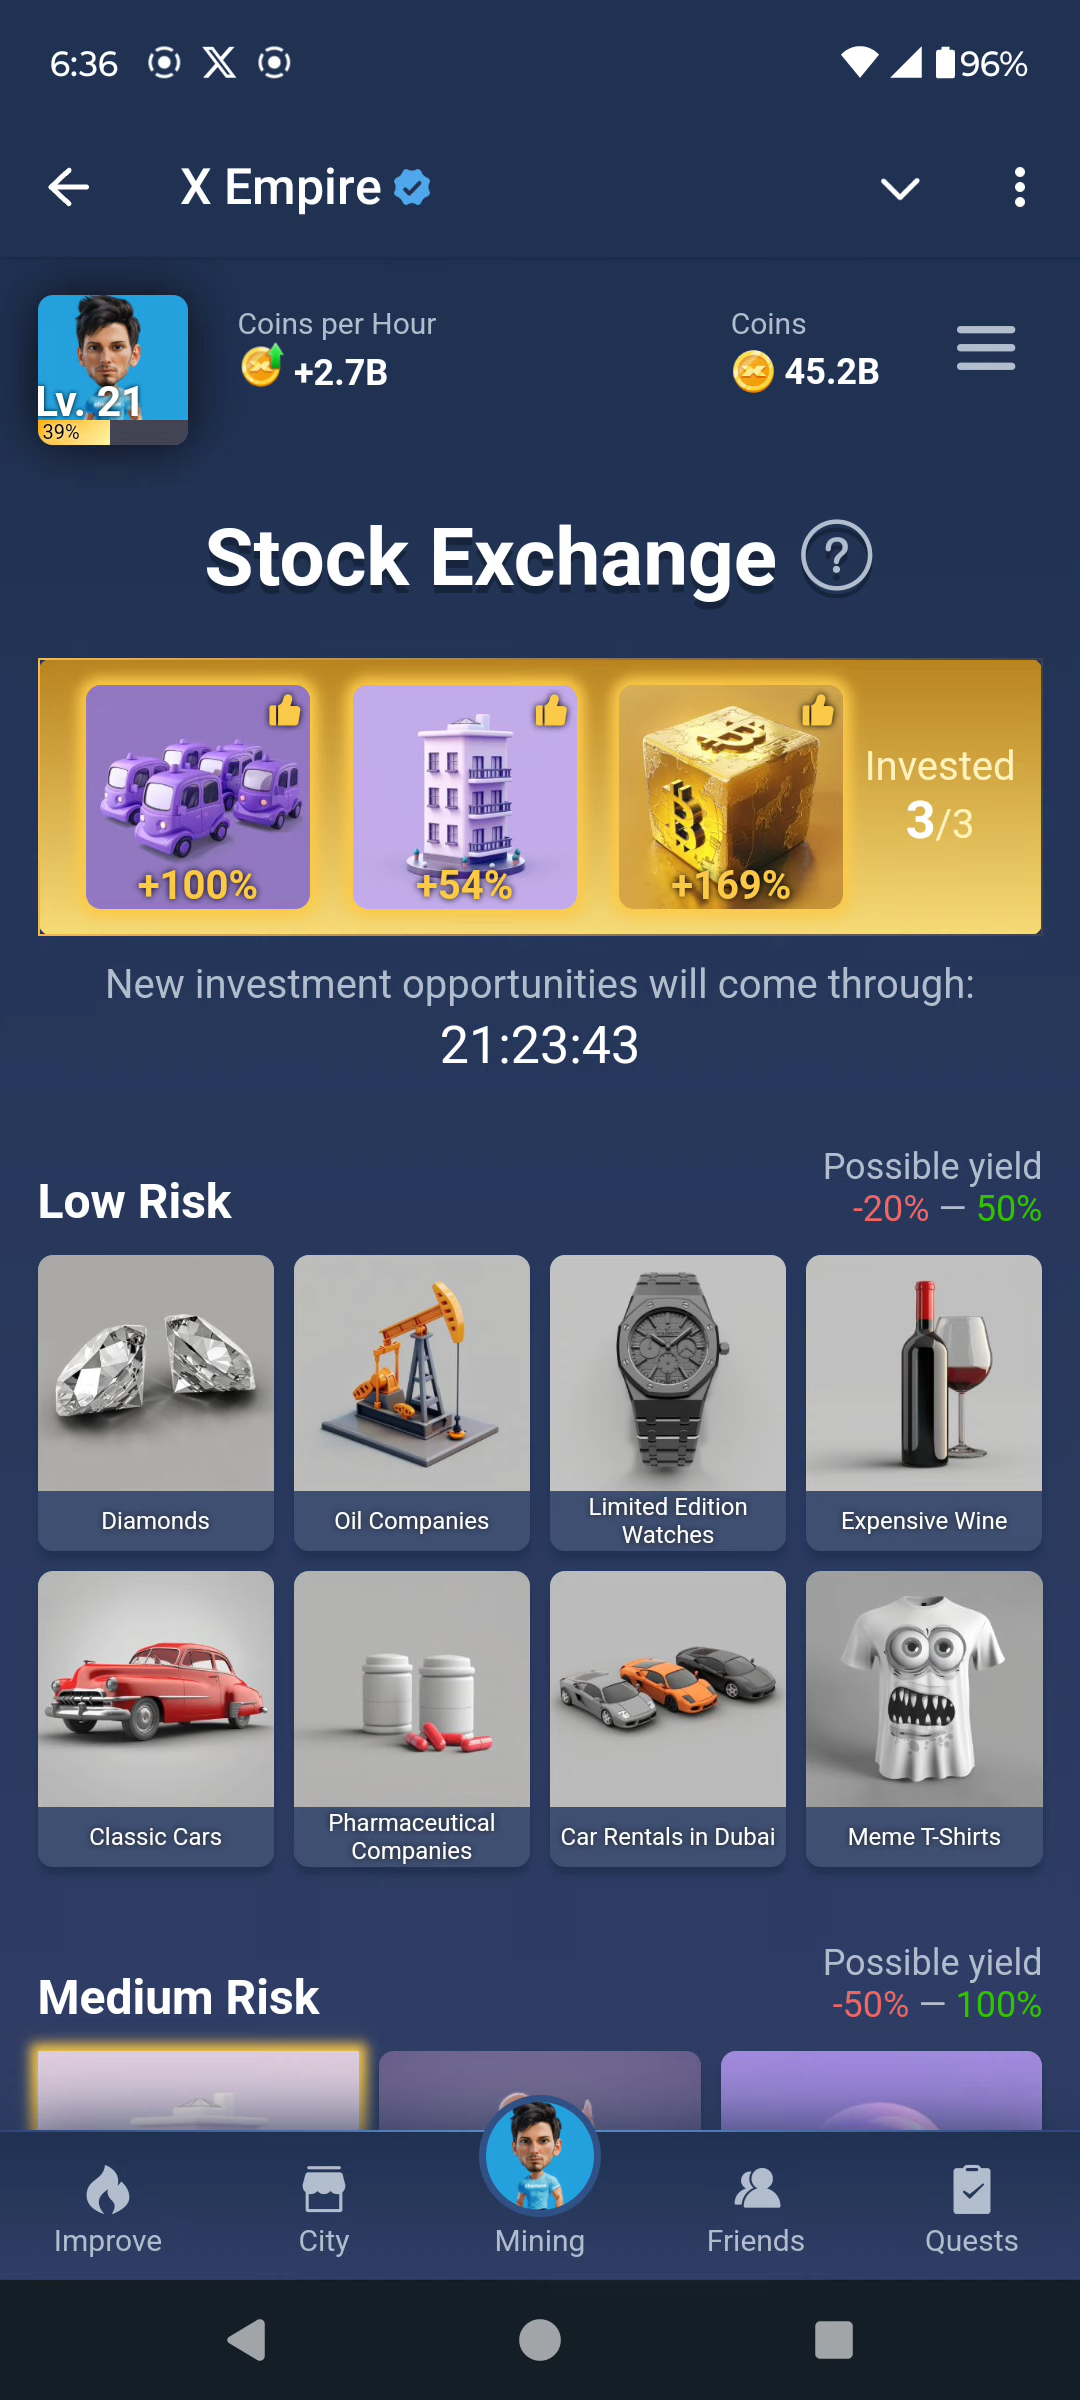 6:36
96%
X Empire
Coins per Hour
+2.7B
Coins
45.2B
Lv. 21
39%
Stock Exchange ?
+100%
+54%
+169%
Invested
3/3
New investment opportunities will come through:
21:23:43
Low Risk
Possible yield
-20% — 50%
Diamonds
Oil Companies
Limited Edition
Watches
Expensive Wine
Classic Cars
Pharmaceutical
Companies
Car Rentals in Dubai
Meme T-Shirts
Medium Risk
Possible yield
-50% — 100%
Improve
City
Mining
Friends
Quests